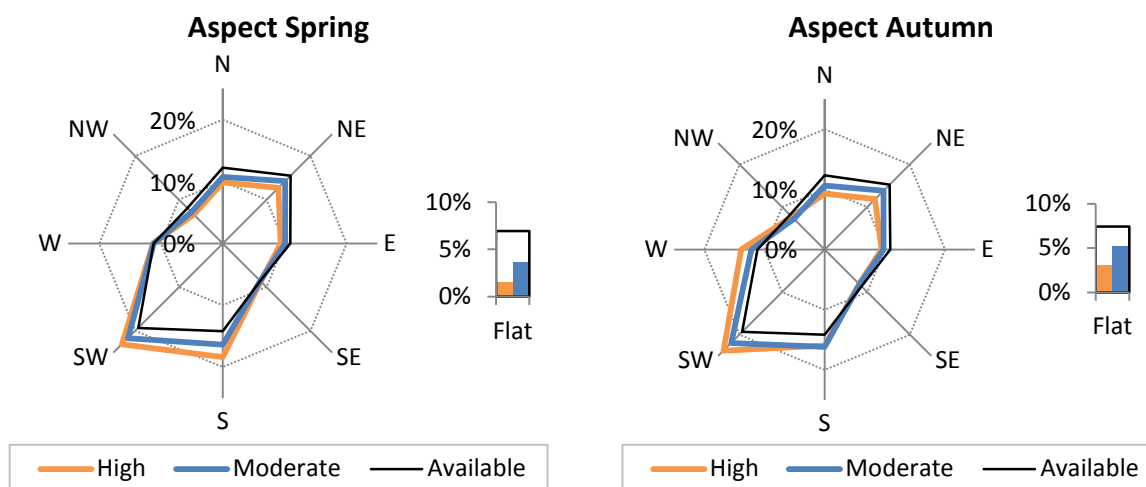 Aspect Spring
N
NW
20%
NE
10%
W
0%
E
SW
SE
S
10%
5%
0%
Flat
High Moderate Available
Aspect Autumn
N
NW
20%
NE
10%
W
0%
E
SW
SE
S
10%
5%
0%
Flat
High Moderate Available